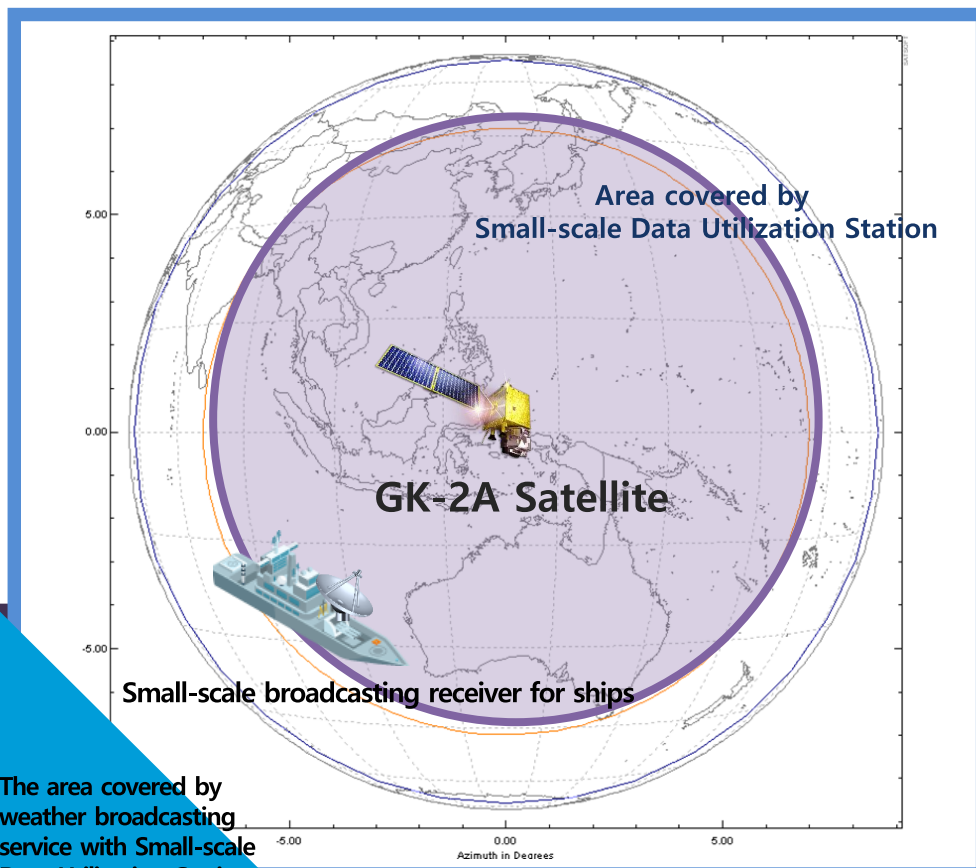 SATSOFT
Area covered by
Small-scale Data Utilization Station
5.00
0.00
GK-2A Satellite
-5.00
Small-scale broadcasting receiver for ships
The area covered by
weather broadcasting
service with Small-scale
-5.00
0.00
5.00
Azimuth in Degrees